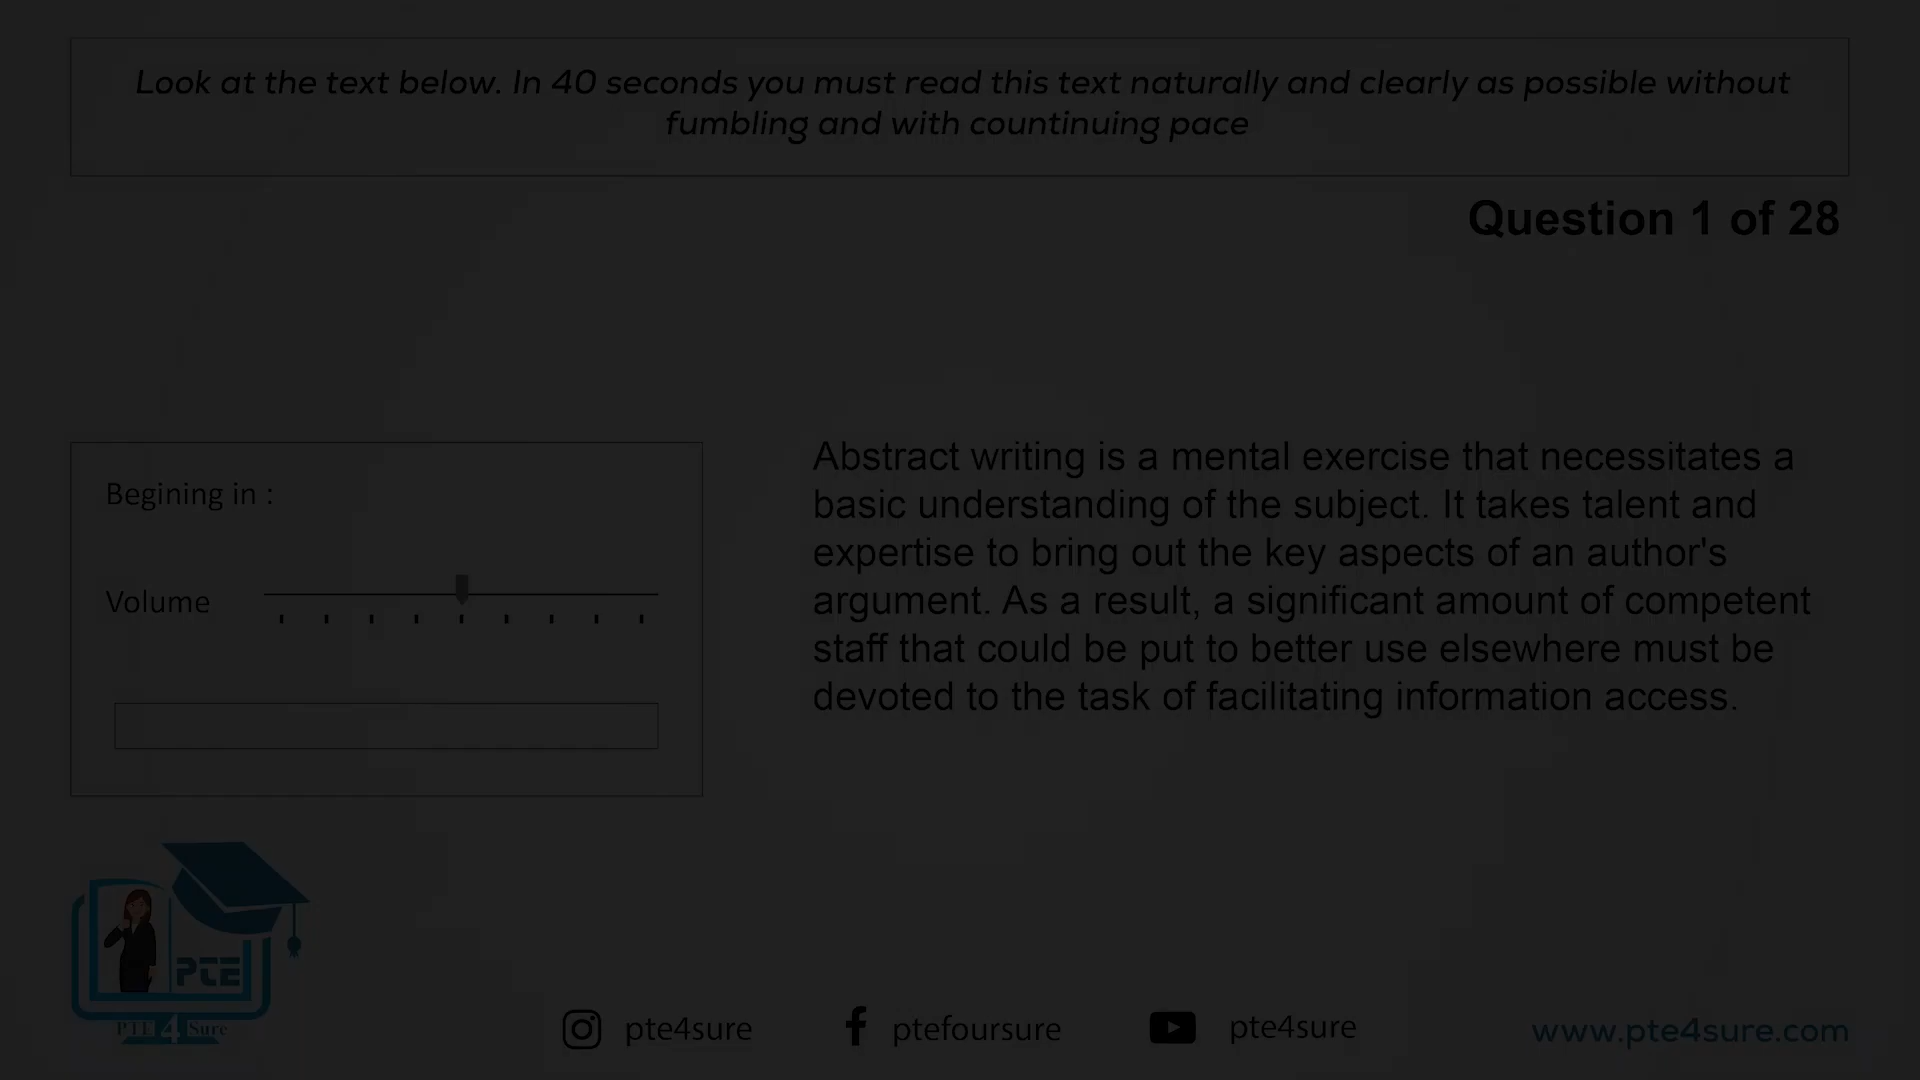 Look at the text below. In 40 seconds you must read this text naturally and clearly as possible without
fumbling and with countinuing pace
Question 1 of 28
Begining in :
Volume
Abstract writing is a mental exercise that necessitates a
basic understanding of the subject. It takes talent and
expertise to bring out the key aspects of an author's
argument. As a result, a significant amount of competent
staff that could be put to better use elsewhere must be
devoted to the task of facilitating information access.
PTE
PTE 4 Sure
pte4sure
ptefoursure
pte4sure
www.pte4sure.com